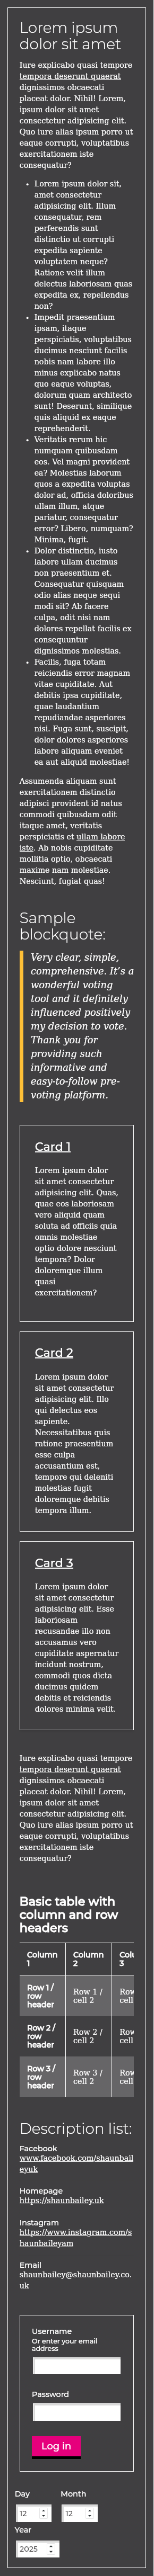 Lorem ipsum
dolor sit amet
Iure explicabo quasi tempore
tempora deserunt quaerat
dignissimos obcaecati
placeat dolor. Nihil! Lorem,
ipsum dolor sit amet
consectetur adipisicing elit.
Quo iure alias ipsum porro ut
eaque corrupti, voluptatibus
exercitationem iste
consequatur?
• Lorem ipsum dolor sit,
amet consectetur
adipisicing elit. Illum
consequatur, rem
perferendis sunt
distinctio ut corrupti
expedita sapiente
voluptatem neque?
Ratione velit illum
delectus laboriosam quas
expedita ex, repellendus
non?
• Impedit praesentium
ipsam, itaque
perspiciatis, voluptatibus
ducimus nesciunt facilis
nobis nam labore illo
minus explicabo natus
quo eaque voluptas,
dolorum quam architecto
sunt! Deserunt, similique
quis aliquid ex eaque
reprehenderit.
• Veritatis rerum hic
numquam quibusdam
eos. Vel magni provident
ea? Molestias laborum
quos a expedita voluptas
dolor ad, officia doloribus
ullam illum, atque
pariatur, consequatur
error? Libero, numquam?
Minima, fugit.
• Dolor distinctio, iusto
labore ullam ducimus
non praesentium et.
Consequatur quisquam
odio alias neque sequi
modi sit? Ab facere
culpa, odit nisi nam
dolores repellat facilis ex
consequuntur
dignissimos molestias.
• Facilis, fuga totam
reiciendis error magnam
vitae cupiditate. Aut
debitis ipsa cupiditate,
quae laudantium
repudiandae asperiores
nisi. Fuga sunt, suscipit,
dolor dolores asperiores
labore aliquam eveniet
ea aut aliquid molestiae!
Assumenda aliquam sunt
exercitationem distinctio
adipisci provident id natus
commodi quibusdam odit
itaque amet, veritatis
perspiciatis et ullam labore
iste. Ab nobis cupiditate
mollitia optio, obcaecati
maxime nam molestiae.
Nesciunt, fugiat quas!
Sample
blockquote:
Very clear, simple,
comprehensive. It’s a
wonderful voting
tool and it definitely
influenced positively
my decision to vote.
Thank you for
providing such
informative and
easy-to-follow pre-
voting platform.
Card 1
Lorem ipsum dolor
sit amet consectetur
adipisicing elit. Quas,
quae eos laboriosam
vero aliquid quam
soluta ad officiis quia
omnis molestiae
optio dolore nesciunt
tempora? Dolor
doloremque illum
quasi
exercitationem?
Card 2
Lorem ipsum dolor
sit amet consectetur
adipisicing elit. Illo
qui delectus eos
sapiente.
Necessitatibus quis
ratione praesentium
esse culpa
accusantium est,
tempore qui deleniti
molestias fugit
doloremque debitis
tempora illum.
Card 3
Lorem ipsum dolor
sit amet consectetur
adipisicing elit. Esse
laboriosam
recusandae illo non
accusamus vero
cupiditate aspernatur
incidunt nostrum,
commodi quos dicta
ducimus quidem
debitis et reiciendis
dolores minima velit.
Iure explicabo quasi tempore
tempora deserunt quaerat
dignissimos obcaecati
placeat dolor. Nihil! Lorem,
ipsum dolor sit amet
consectetur adipisicing elit.
Quo iure alias ipsum porro ut
eaque corrupti, voluptatibus
exercitationem iste
consequatur?
Basic table with
column and row
headers
Column 1 Column 2 Colu 3
Row 1 / row header Row 1 / cell 2 Row cell
Row 2 / row header Row 2 / cell 2 Row cell
Row 3 / row header Row 3 / cell 2 Row cell
Description list:
Facebook
www.facebook.com/shaunbail
eyuk
Homepage
https://shaunbailey.uk
Instagram
https://www.instagram.com/s
haunbaileyam
Email
shaunbailey@shaunbailey.co.
uk
Username
Or enter your email
address
Password
Log in
Day Month
12 12
Year
2025